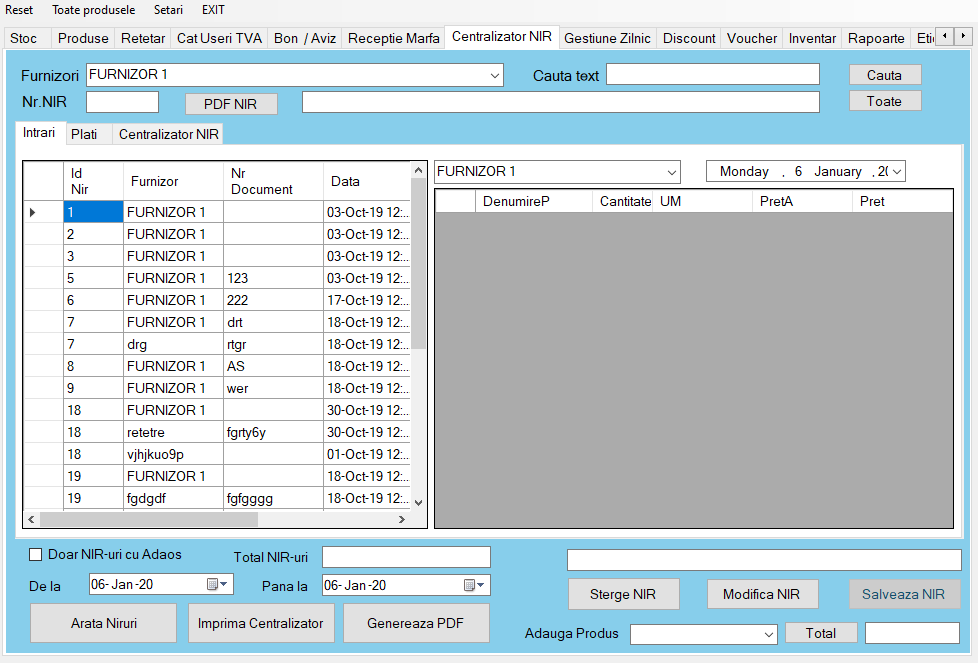 Reset Toate produsele Setari EXIT
Stoc Produse Retetar Cat Useri TVA Bon / Aviz Receptie Marfa Centralizator NIR Gestiune Zilnic Discount Voucher Inventar Rapoarte Etic
Furnizori FURNIZOR 1 Cauta text Cauta
Nr.NIR PDF NIR Toate
Intrari Plati Centralizator NIR
FURNIZOR 1 Monday , 6 January , 20
Id Nir Furnizor Nr Document Data
DenumireP Cantitate UM PretA Pret
1 FURNIZOR 1 03-Oct-19 12:..
2 FURNIZOR 1 03-Oct-19 12:..
3 FURNIZOR 1 03-Oct-19 12:..
5 FURNIZOR 1 123 03-Oct-19 12:..
6 FURNIZOR 1 222 17-Oct-19 12:..
7 FURNIZOR 1 drt 18-Oct-19 12:..
7 drg rtgr 18-Oct-19 12:..
8 FURNIZOR 1 AS 18-Oct-19 12:..
9 FURNIZOR 1 wer 18-Oct-19 12:..
18 FURNIZOR 1 30-Oct-19 12:..
18 retetre fgrty6y 30-Oct-19 12:..
18 vjhjkuo9p 01-Oct-19 12:..
19 FURNIZOR 1 18-Oct-19 12:..
19 fgdgdf fgfgggg 18-Oct-19 12:..
Doar NIR-uri cu Adaos Total NIR-uri
De la 06-Jan-20 Pana la 06-Jan-20
Sterge NIR Modifica NIR Salveaza NIR
Arata Niruri Imprima Centralizator Genereaza PDF
Adauga Produs Total